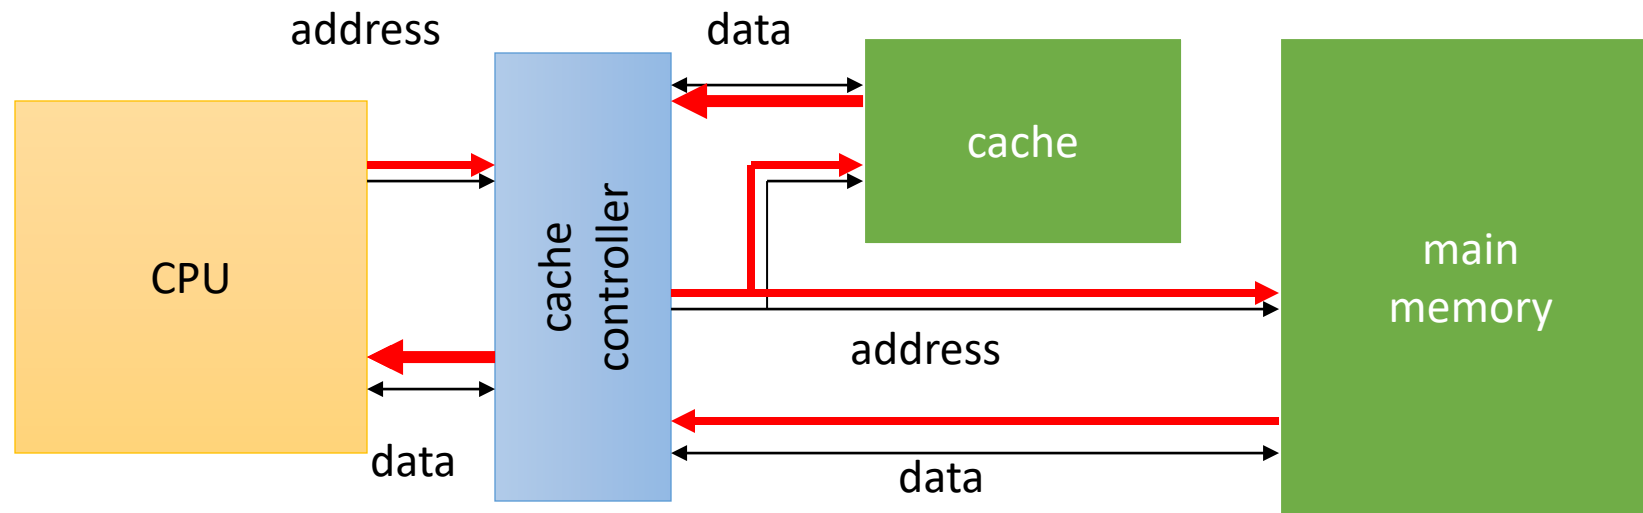 address
data
CPU
cache
controller
cache
main
memory
address
data
data